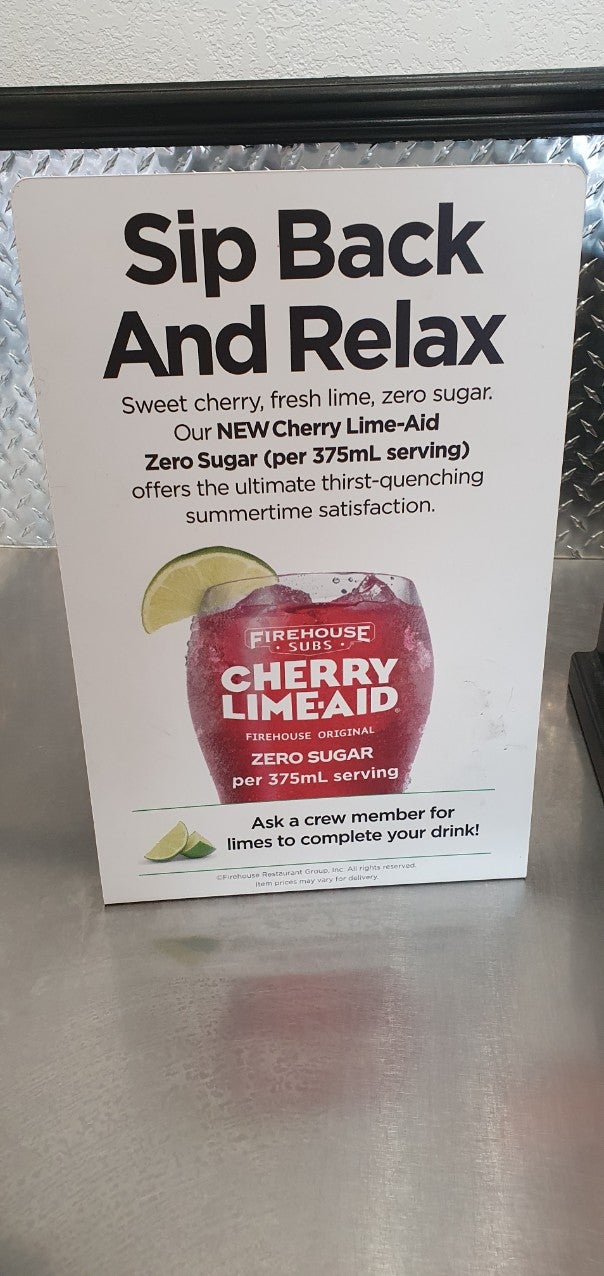 Sip Back
And Relax
Sweet cherry, fresh lime, zero sugar.
Our NEW Cherry Lime-Aid
Zero Sugar (per 375mL serving)
offers the ultimate thirst-quenching
summertime satisfaction.
FIREHOUSE
• SUBS •
CHERRY
LIME-AID®
FIREHOUSE ORIGINAL
ZERO SUGAR
per 375mL serving
Ask a crew member for
limes to complete your drink!
©Firehouse Restaurant Group, Inc. All rights reserved.
Item prices may vary for delivery.